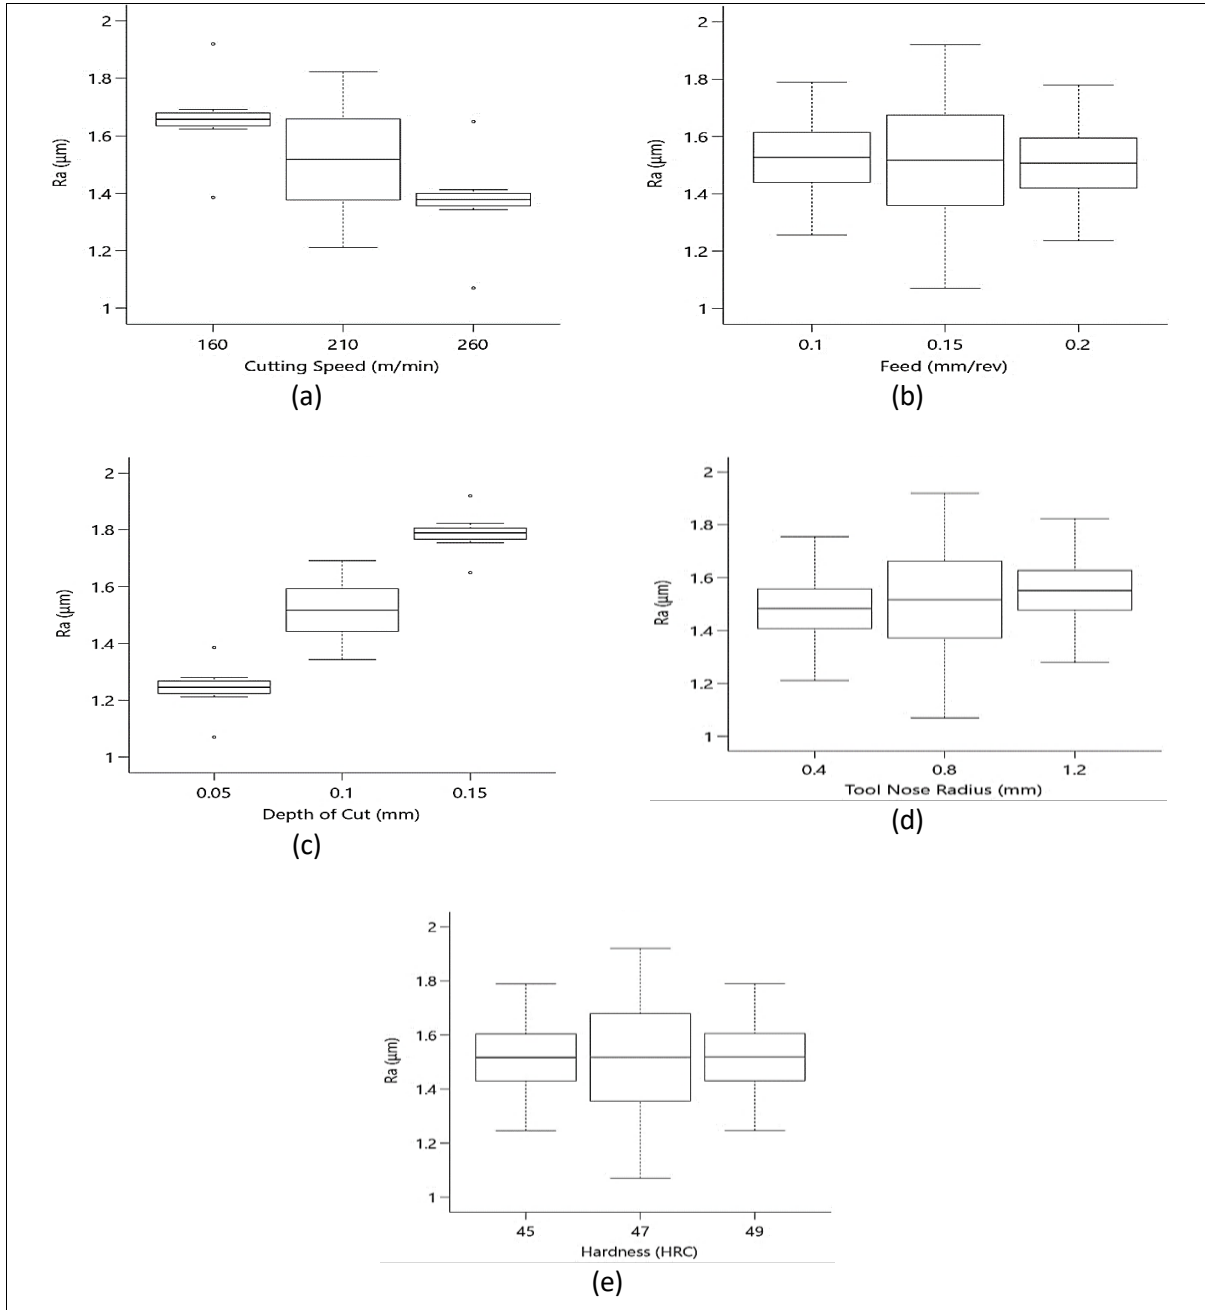 2
1.8
1.6
1.4
1.2
1
Ra (μm)
160 210 260
Cutting Speed (m/min)
(a)
2
1.8
1.6
1.4
1.2
1
Ra (μm)
0.1 0.15 0.2
Feed (mm/rev)
(b)
2
1.8
1.6
1.4
1.2
1
Ra (μm)
0.05 0.1 0.15
Depth of Cut (mm)
(c)
2
1.8
1.6
1.4
1.2
1
Ra (μm)
0.4 0.8 1.2
Tool Nose Radius (mm)
(d)
2
1.8
1.6
1.4
1.2
1
Ra (μm)
45 47 49
Hardness (HRC)
(e)